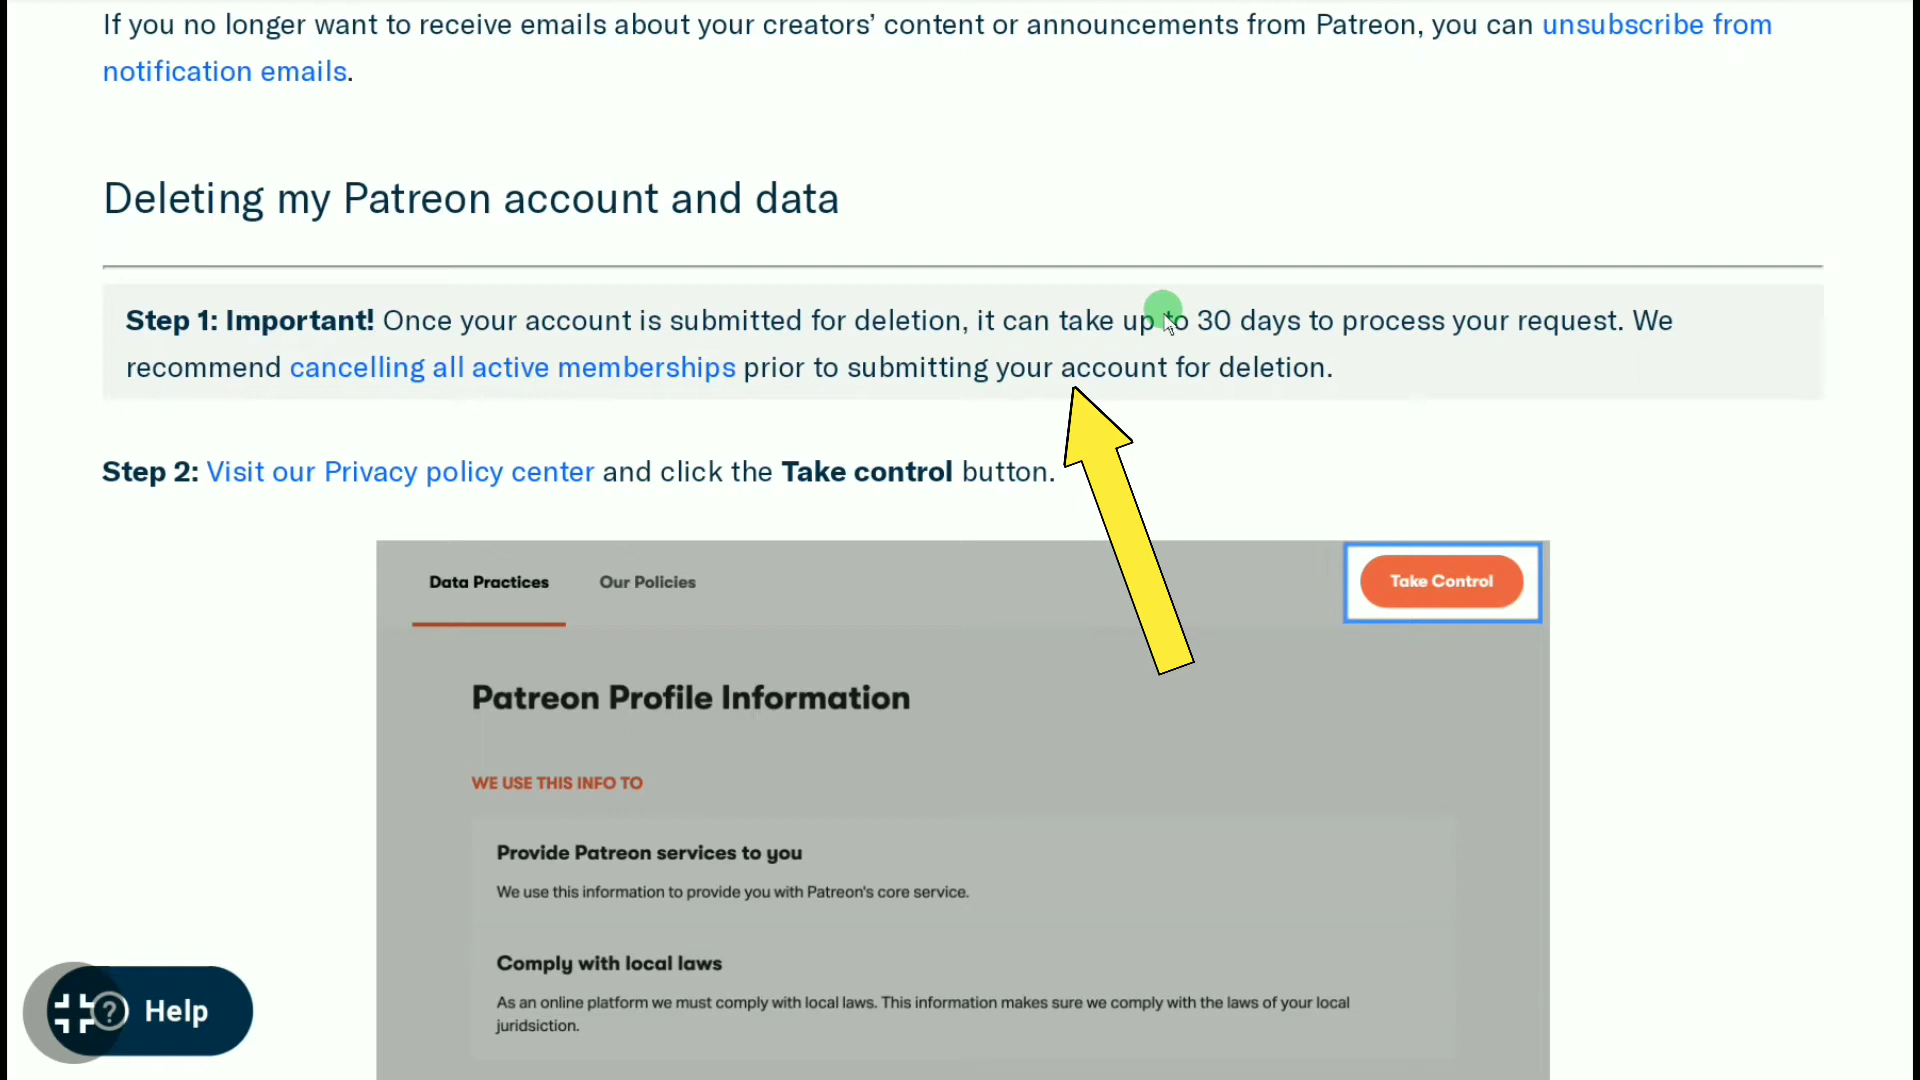 If you no longer want to receive emails about your creators’ content or announcements from Patreon, you can unsubscribe from
notification emails.
Deleting my Patreon account and data
Step 1: Important! Once your account is submitted for deletion, it can take up to 30 days to process your request. We
recommend cancelling all active memberships prior to submitting your account for deletion.
Step 2: Visit our Privacy policy center and click the Take control button.
Data Practices Our Policies Take Control
Patreon Profile Information
WE USE THIS INFO TO
Provide Patreon services to you
We use this information to provide you with Patreon's core service.
Comply with local laws
As an online platform we must comply with local laws. This information makes sure we comply with the laws of your local
juridsiction.
? Help